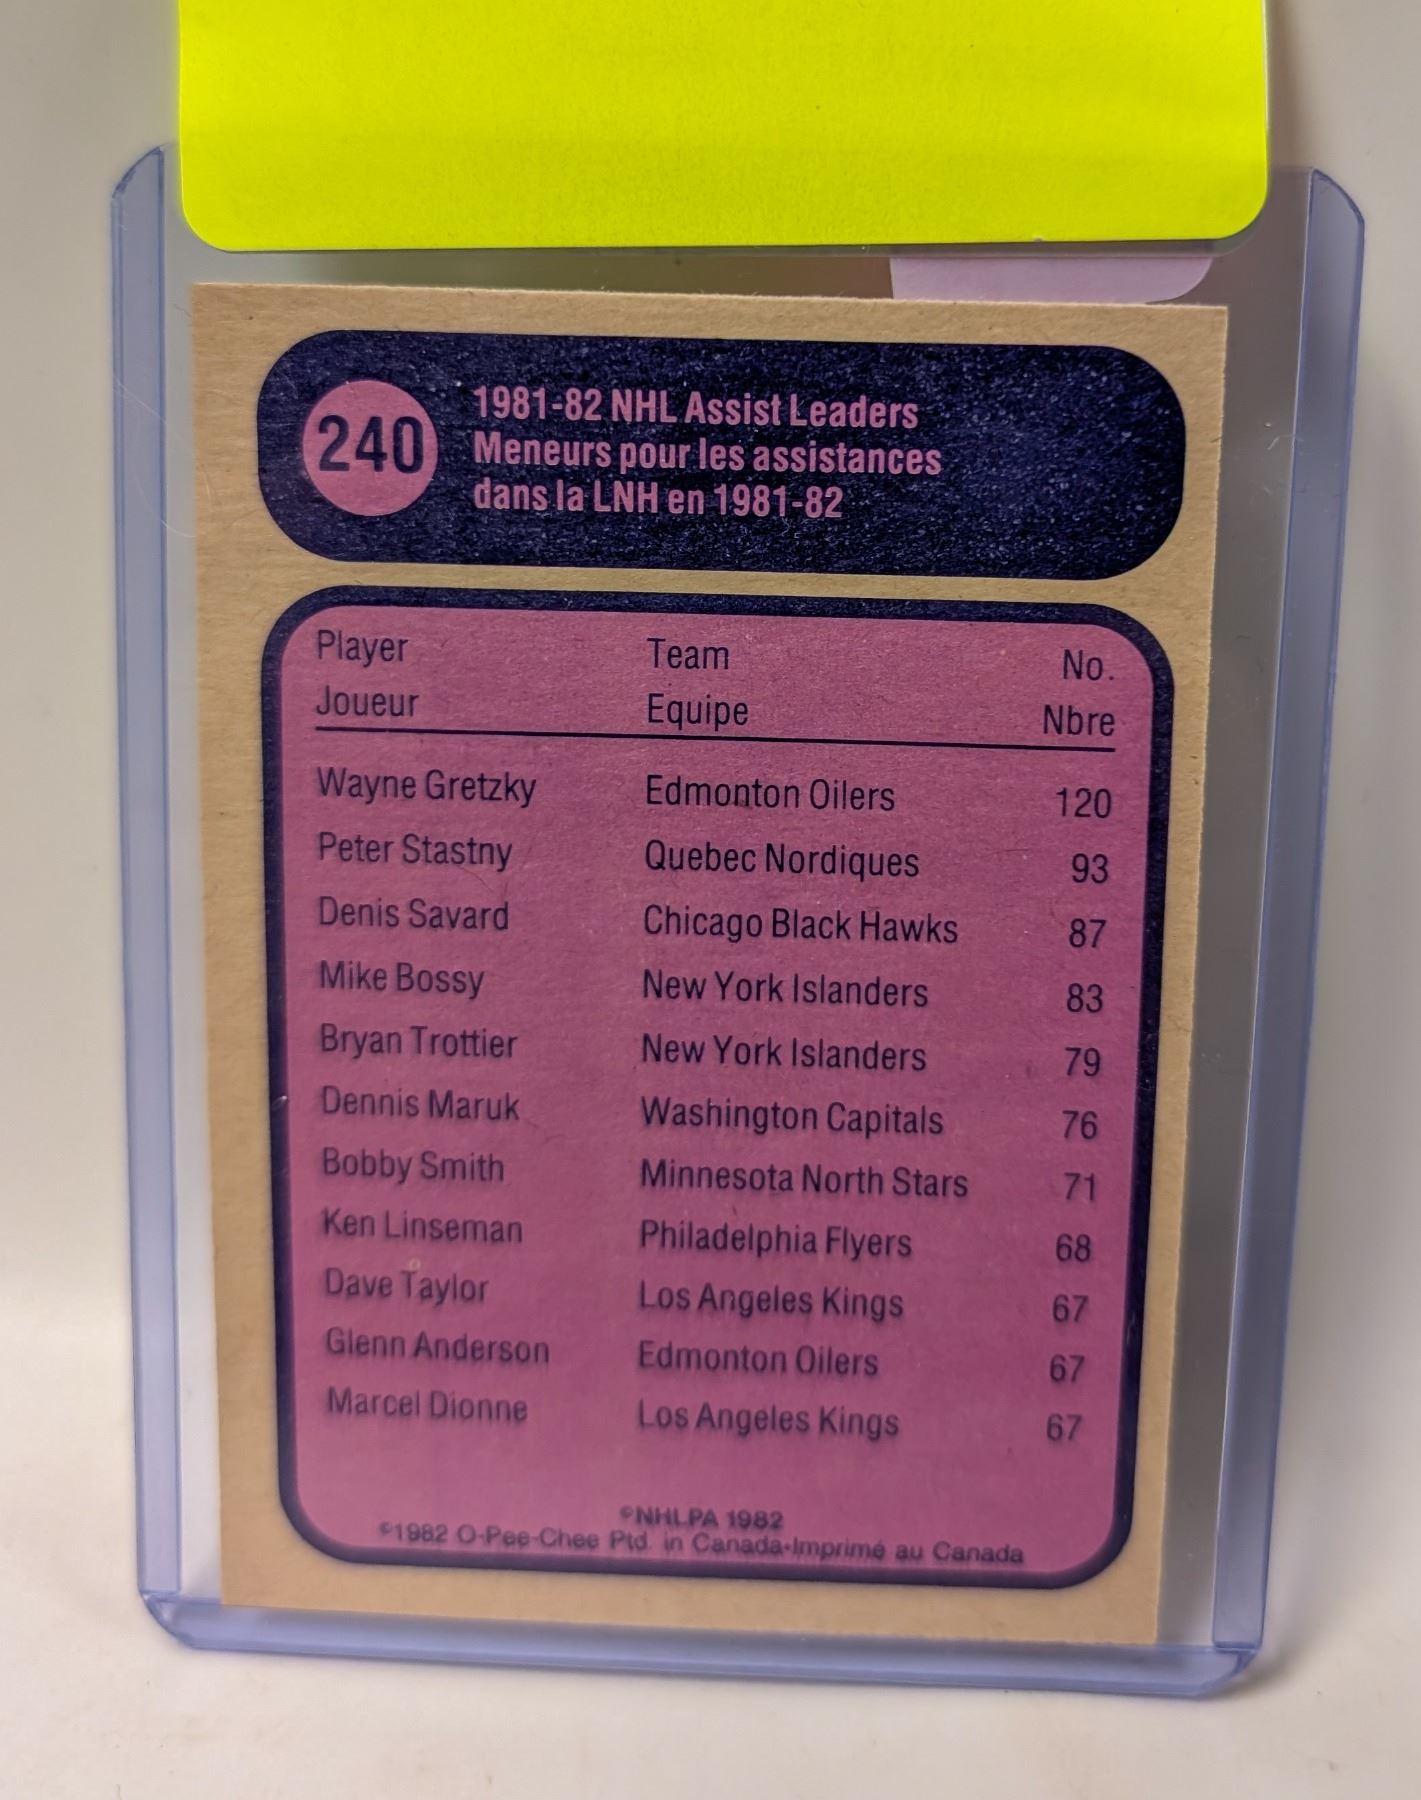 240
1981-82 NHL Assist Leaders
Meneurs pour les assistances
dans la LNH en 1981-82
Player Team No.
Joueur Equipe Nbre
Wayne Gretzky Edmonton Oilers 120
Peter Stastny Quebec Nordiques 93
Denis Savard Chicago Black Hawks 87
Mike Bossy New York Islanders 83
Bryan Trottier New York Islanders 79
Dennis Maruk Washington Capitals 76
Bobby Smith Minnesota North Stars 71
Ken Linseman Philadelphia Flyers 68
Dave Taylor Los Angeles Kings 67
Glenn Anderson Edmonton Oilers 67
Marcel Dionne Los Angeles Kings 67
©NHLPA 1982
©1982 O-Pee-Chee Ptd. in Canada-Imprimé au Canada